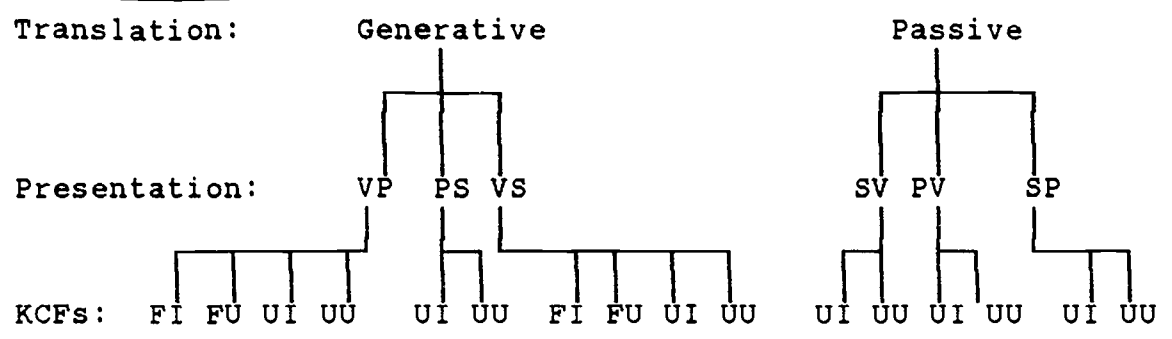 Translation: Generative Passive
Presentation: VP PS VS SV PV SP
KCFs: FI FU UI UU UI UU FI FU UI UU UI UU UI UU UI UU